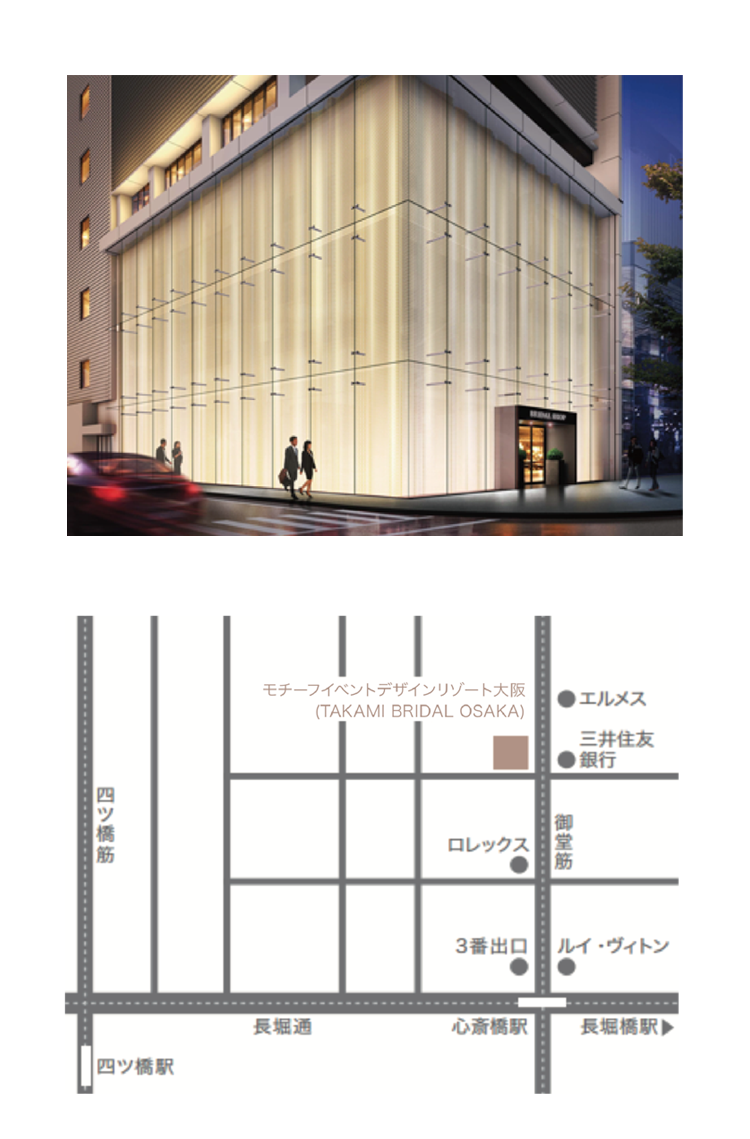 BRIDAL SHOP
モチーフイベントデザインリゾート大阪
(TAKAMI BRIDAL OSAKA)
エルメス
三井住友
銀行
四ツ橋筋
御堂筋
ロレックス
3番出口
ルイ・ヴィトン
長堀通
心斎橋駅
長堀橋駅▶
四ツ橋駅